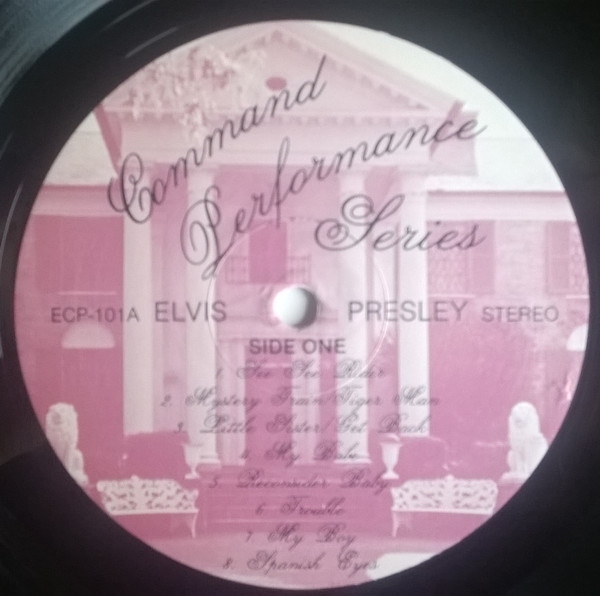 Command
Performance
Series
ECP-101A ELVIS PRESLEY STEREO
SIDE ONE
1. See See Rider
2. Mystery Train/Tiger Man
3. Little Sister/Get Back
4. My Babe
5. Reconsider Baby
6. Trouble
7. My Boy
8. Spanish Eyes